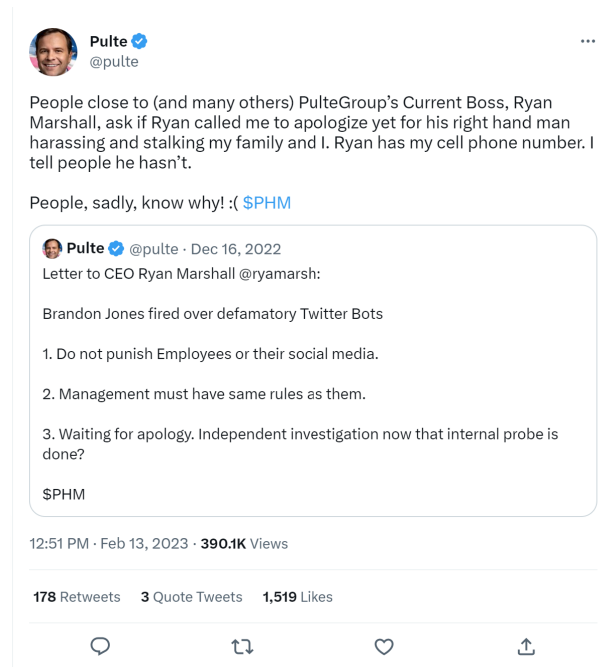 Pulte
@pulte
People close to (and many others) PulteGroup’s Current Boss, Ryan
Marshall, ask if Ryan called me to apologize yet for his right hand man
harassing and stalking my family and I. Ryan has my cell phone number. I
tell people he hasn’t.
People, sadly, know why! :( $PHM
Pulte @pulte · Dec 16, 2022
Letter to CEO Ryan Marshall @ryamarsh:
Brandon Jones fired over defamatory Twitter Bots
1. Do not punish Employees or their social media.
2. Management must have same rules as them.
3. Waiting for apology. Independent investigation now that internal probe is
done?
$PHM
12:51 PM · Feb 13, 2023 · 390.1K Views
178 Retweets 3 Quote Tweets 1,519 Likes